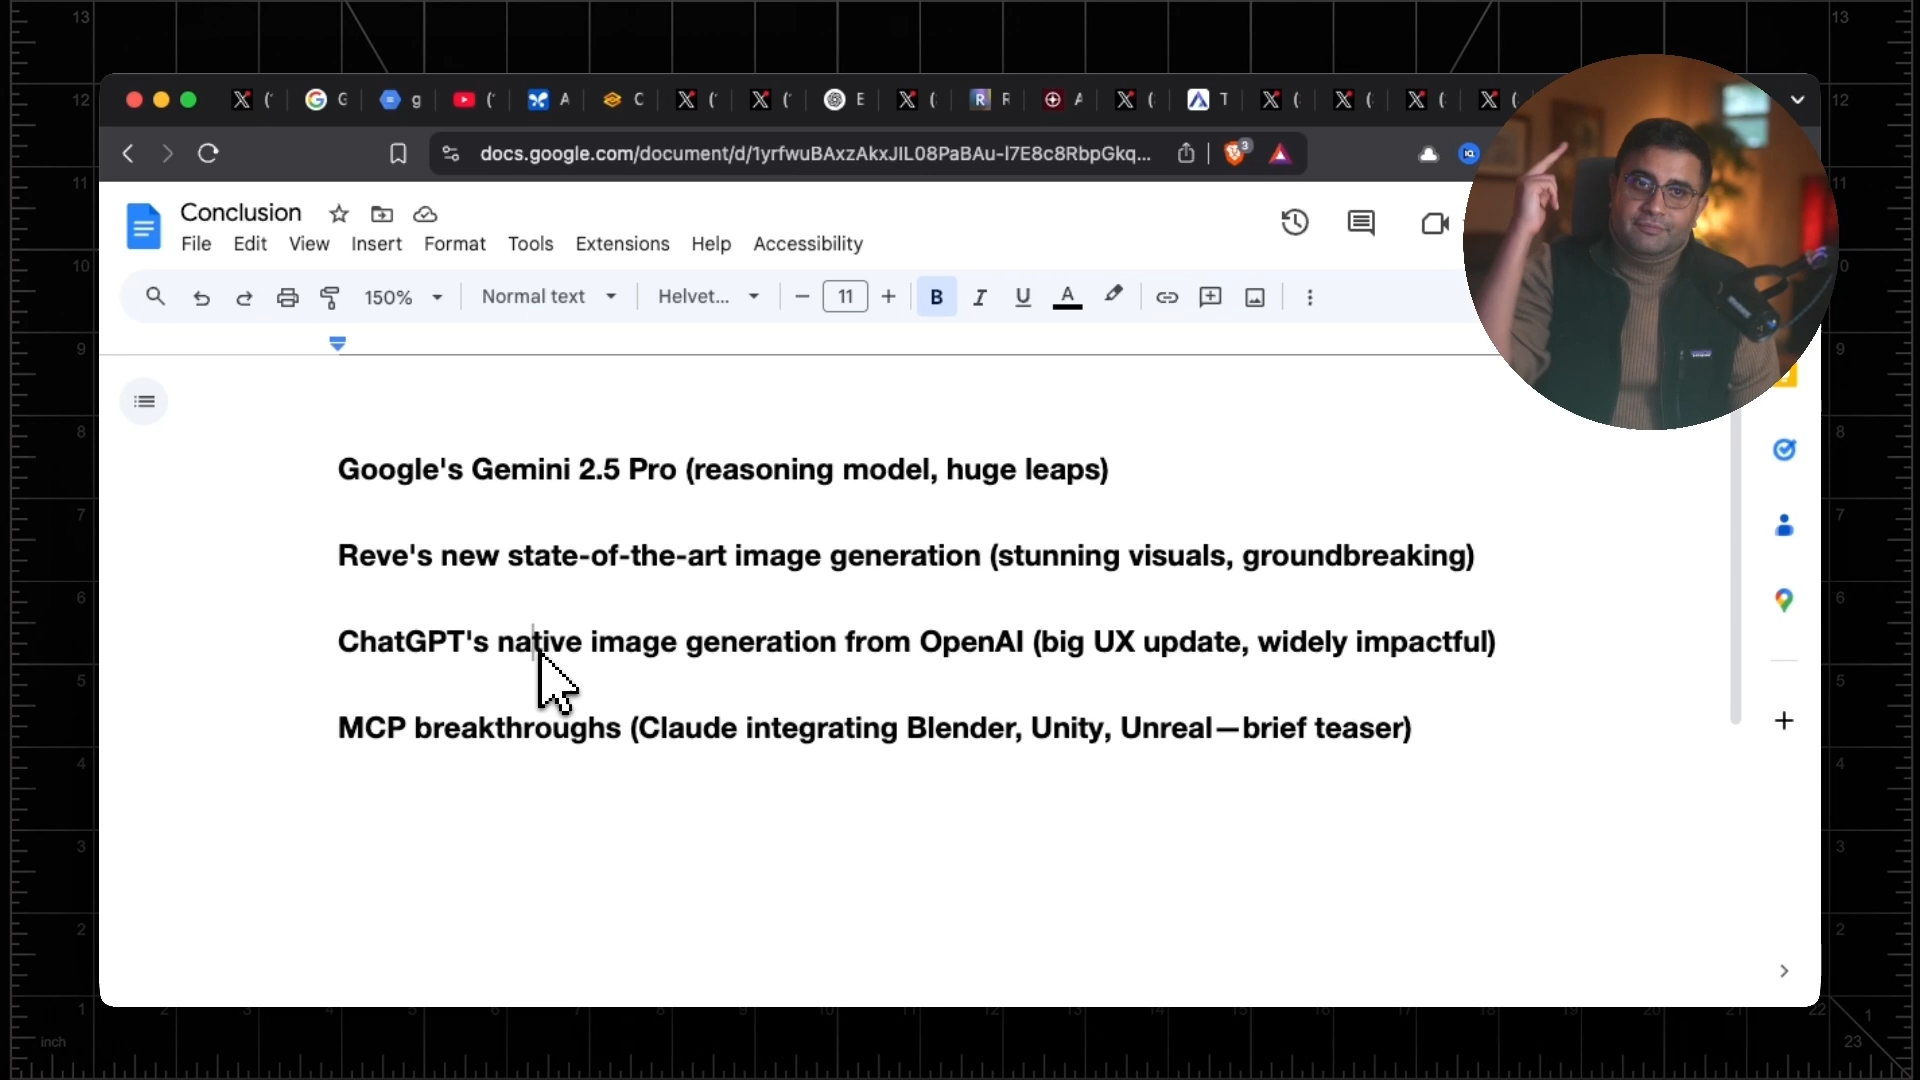 docs.google.com/document/d/1yrfwuBAxzAkxJIL08PaBAu-I7E8c8RbpGkq...
3
Conclusion
File Edit View Insert Format Tools Extensions Help Accessibility
150% Normal text Helvet... 11 B I U A
Google's Gemini 2.5 Pro (reasoning model, huge leaps)
Reve's new state-of-the-art image generation (stunning visuals, groundbreaking)
ChatGPT's native image generation from OpenAI (big UX update, widely impactful)
MCP breakthroughs (Claude integrating Blender, Unity, Unreal—brief teaser)
inch